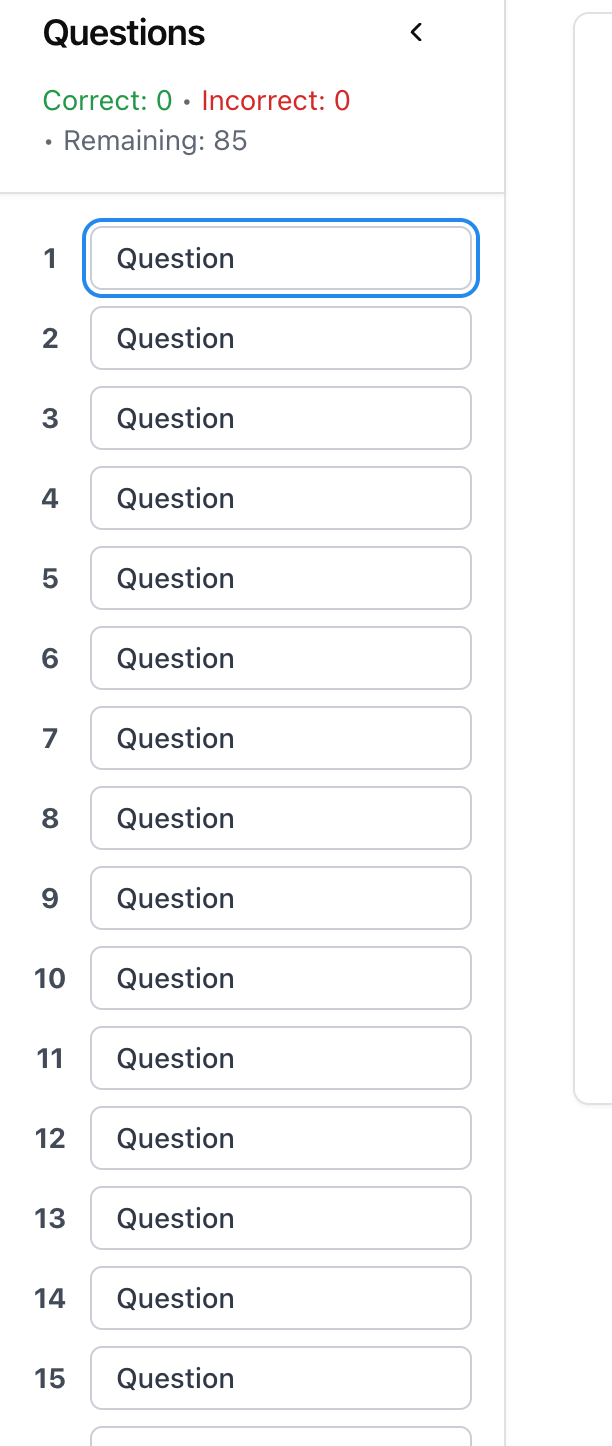 Questions
Correct: 0 • Incorrect: 0
• Remaining: 85
1 Question
2 Question
3 Question
4 Question
5 Question
6 Question
7 Question
8 Question
9 Question
10 Question
11 Question
12 Question
13 Question
14 Question
15 Question